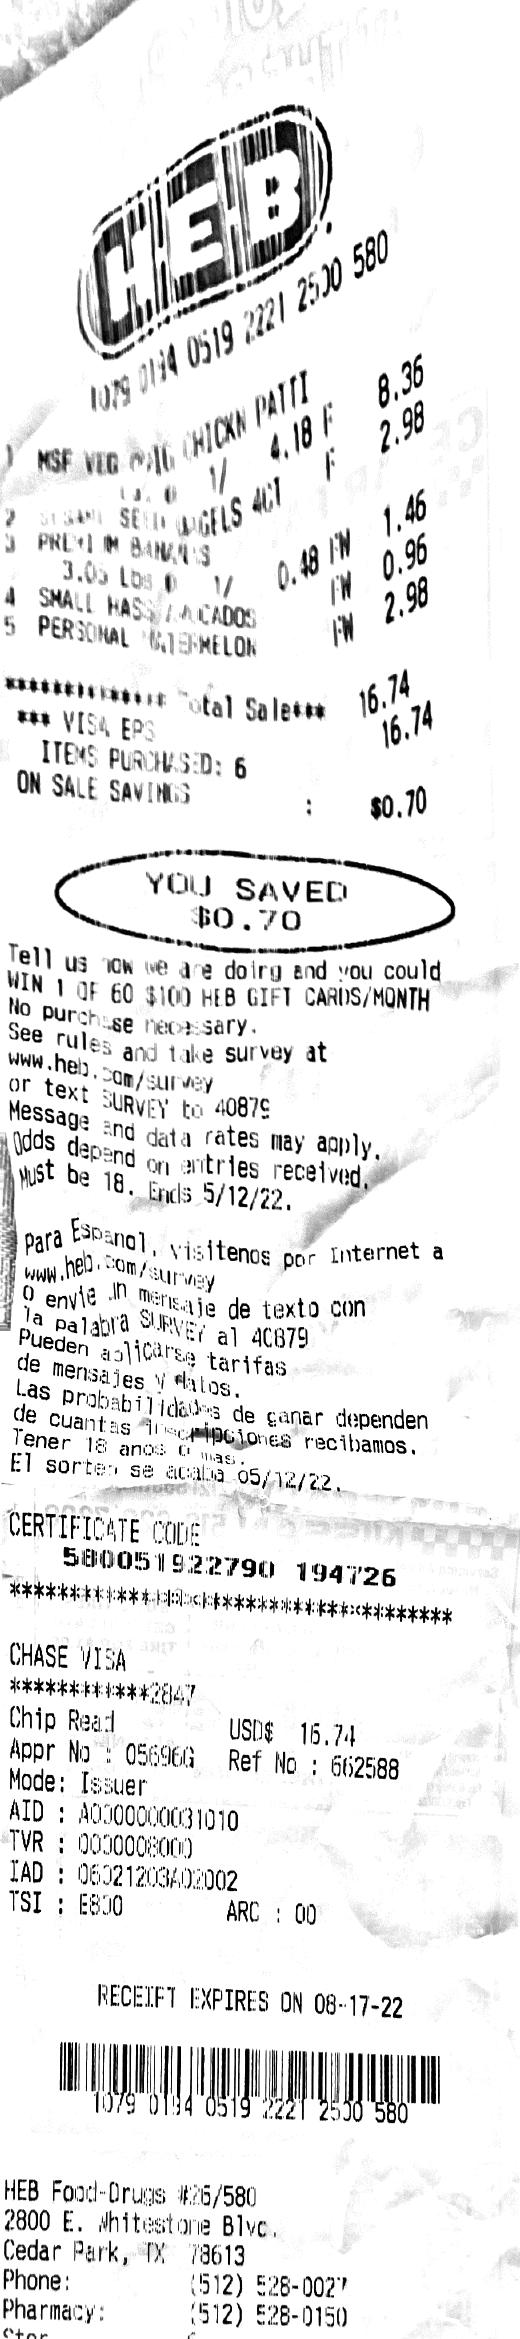 HEB
1079 0194 0519 2221 2500 580
1 MSF VEG CHICKN PATTI
1/ 4.18 F 8.36
2 4CT F 2.98
3 PREMIUM BANANAS
3.05 Lbs @ 1/ 0.48 FW 1.46
4 SMALL HASS AVOCADOS FW 0.96
5 PERSONAL WATERMELON FW 2.98
************** Total Sale*** 16.74
*** VISA EPS 16.74
ITEMS PURCHASED: 6
ON SALE SAVINGS : $0.70
YOU SAVED
$0.70
Tell us how we are doing and you could
WIN 1 OF 60 $100 HEB GIFT CARDS/MONTH
No purchase necessary.
See rules and take survey at
www.heb.com/survey
or text SURVEY to 40879
Message and data rates may apply.
Odds depend on entries received.
Must be 18. Ends 5/12/22.
Para Espanol, visitenos por Internet a
www.heb.com/survey
O envie un mensaje de texto con
la palabra SURVEY al 40879
Pueden aplicarse tarifas
de mensajes y datos.
Las probabilidades de ganar dependen
de cuantas inscripciones recibamos.
Tener 18 anos o mas.
El sorteo se acaba 05/12/22.
CERTIFICATE CODE
580051922790 194726
****************************************
CHASE VISA
************2847
Chip Read USD$ 16.74
Appr No : 05696G Ref No : 662588
Mode: Issuer
AID : A0000000031010
TVR : 0000008000
IAD : 06021203A02002
TSI : E800 ARC : 00
RECEIPT EXPIRES ON 08-17-22
1079 0194 0519 2221 2500 580
HEB Food-Drugs #26/580
2800 E. Whitestone Blvd.
Cedar Park, TX 78613
Phone: (512) 528-0027
Pharmacy: (512) 528-0150